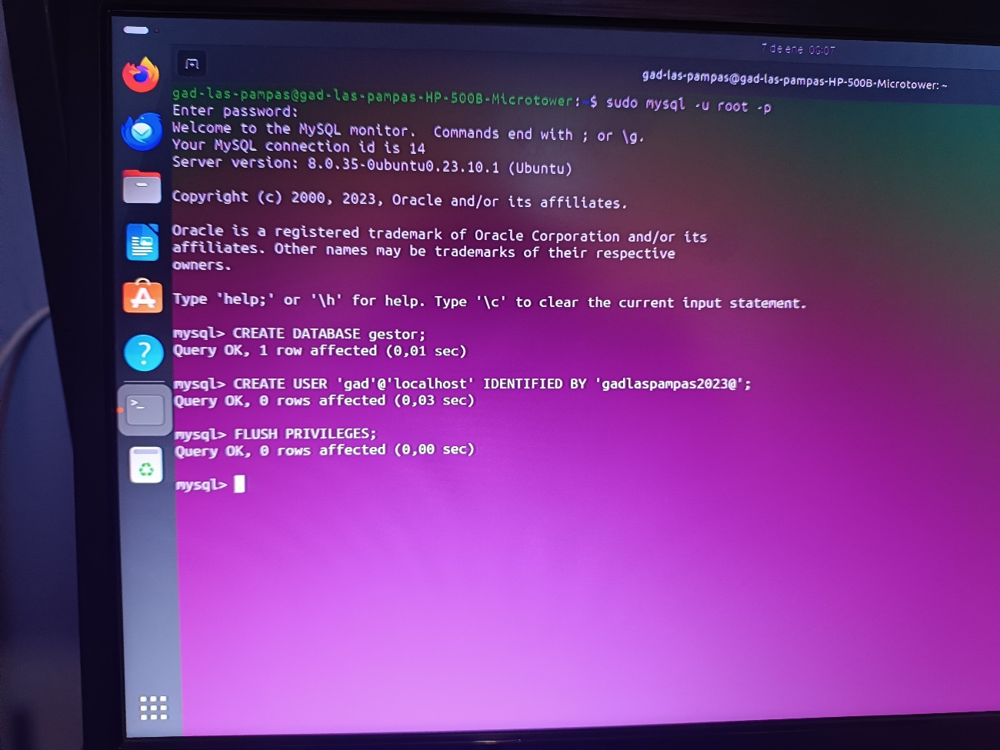 7 de ene 03:07
gad-las-pampas@gad-las-pampas-HP-500B-Microtower: ~
gad-las-pampas@gad-las-pampas-HP-500B-Microtower:~$ sudo mysql -u root -p
Enter password:
Welcome to the MySQL monitor.  Commands end with ; or \g.
Your MySQL connection id is 14
Server version: 8.0.35-0ubuntu0.23.10.1 (Ubuntu)
Copyright (c) 2000, 2023, Oracle and/or its affiliates.
Oracle is a registered trademark of Oracle Corporation and/or its
affiliates. Other names may be trademarks of their respective
owners.
Type 'help;' or '\h' for help. Type '\c' to clear the current input statement.
mysql> CREATE DATABASE gestor;
Query OK, 1 row affected (0,01 sec)
mysql> CREATE USER 'gad'@'localhost' IDENTIFIED BY 'gadlaspampas2023@';
Query OK, 0 rows affected (0,03 sec)
mysql> FLUSH PRIVILEGES;
Query OK, 0 rows affected (0,00 sec)
mysql>